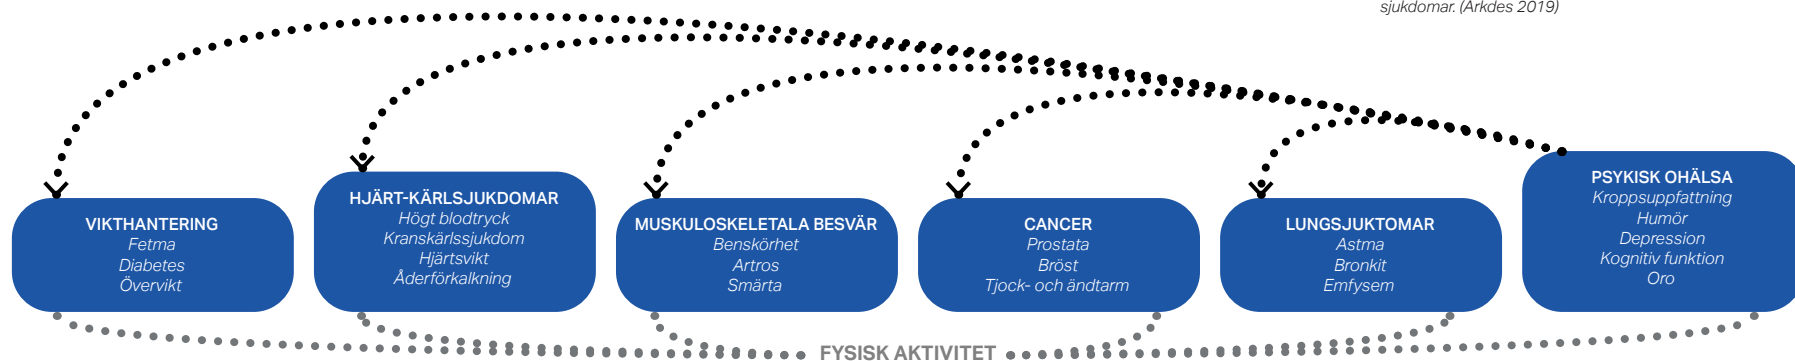 sjukdomar. (Arkdes 2019)
VIKTHANTERING
Fetma
Diabetes
Övervikt
HJÄRT-KÄRLSJUKDOMAR
Högt blodtryck
Kranskärlssjukdom
Hjärtsvikt
Åderförkalkning
MUSKULOSKELETALA BESVÄR
Benskörhet
Artros
Smärta
CANCER
Prostata
Bröst
Tjock- och ändtarm
LUNGSJUKTOMAR
Astma
Bronkit
Emfysem
PSYKISK OHÄLSA
Kroppsuppfattning
Humör
Depression
Kognitiv funktion
Oro
FYSISK AKTIVITET